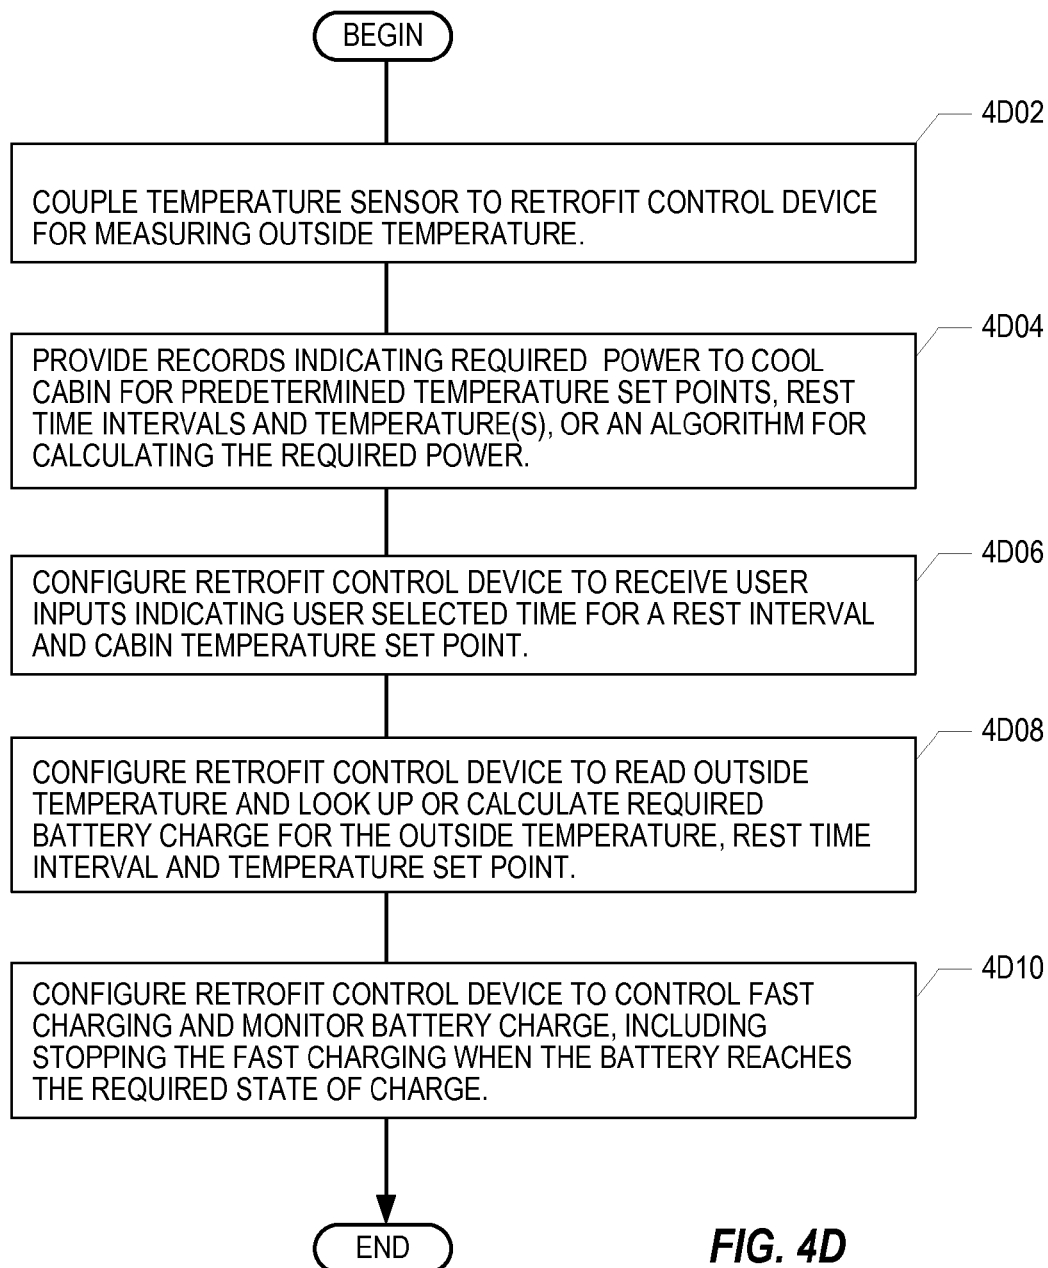 BEGIN
4D02
COUPLE TEMPERATURE SENSOR TO RETROFIT CONTROL DEVICE
FOR MEASURING OUTSIDE TEMPERATURE.
4D04
PROVIDE RECORDS INDICATING REQUIRED POWER TO COOL
CABIN FOR PREDETERMINED TEMPERATURE SET POINTS, REST
TIME INTERVALS AND TEMPERATURE(S), OR AN ALGORITHM FOR
CALCULATING THE REQUIRED POWER.
4D06
CONFIGURE RETROFIT CONTROL DEVICE TO RECEIVE USER
INPUTS INDICATING USER SELECTED TIME FOR A REST INTERVAL
AND CABIN TEMPERATURE SET POINT.
4D08
CONFIGURE RETROFIT CONTROL DEVICE TO READ OUTSIDE
TEMPERATURE AND LOOK UP OR CALCULATE REQUIRED
BATTERY CHARGE FOR THE OUTSIDE TEMPERATURE, REST TIME
INTERVAL AND TEMPERATURE SET POINT.
4D10
CONFIGURE RETROFIT CONTROL DEVICE TO CONTROL FAST
CHARGING AND MONITOR BATTERY CHARGE, INCLUDING
STOPPING THE FAST CHARGING WHEN THE BATTERY REACHES
THE REQUIRED STATE OF CHARGE.
END
FIG. 4D